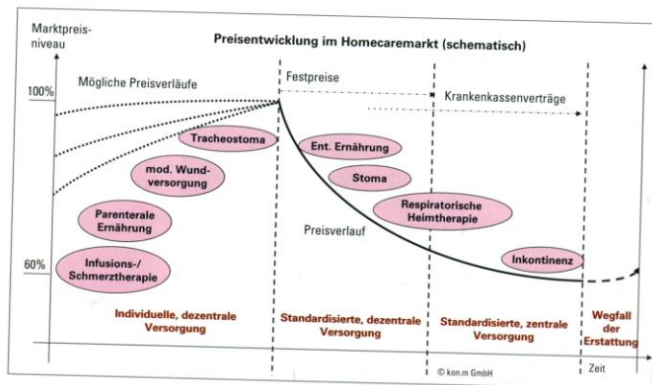 Preisentwicklung im Homecaremarkt (schematisch)
Marktpreis-
niveau
100%
60%
Mögliche Preisverläufe
Festpreise
Krankenkassenverträge
Tracheostoma
mod. Wund-
versorgung
Parenterale
Ernährung
Infusions-/
Schmerztherapie
Ent. Ernährung
Stoma
Respiratorische
Heimtherapie
Preisverlauf
Inkontinenz
Individuelle, dezentrale
Versorgung
Standardisierte, dezentrale
Versorgung
Standardisierte, zentrale
Versorgung
Wegfall
der
Erstattung
© kon.m GmbH
Zeit